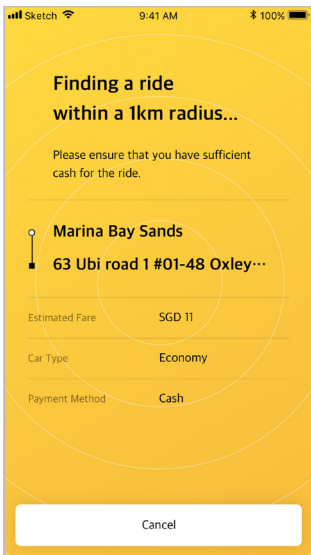 Sketch 9:41 AM 100%
Finding a ride
within a 1km radius...
Please ensure that you have sufficient
cash for the ride.
Marina Bay Sands
63 Ubi road 1 #01-48 Oxley···
Estimated Fare SGD 11
Car Type Economy
Payment Method Cash
Cancel